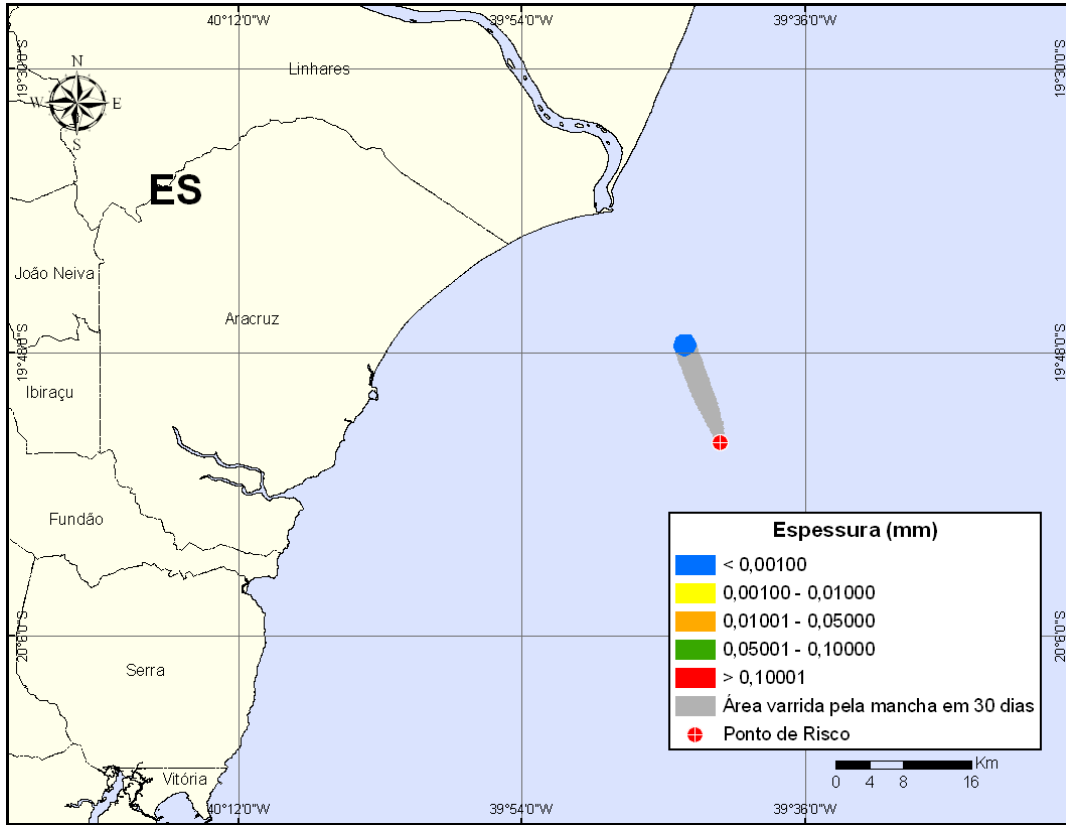 40°12'0"W
39°54'0"W
39°36'0"W
19°30'0"S
19°30'0"S
N
W
E
S
Linhares
ES
João Neiva
Aracruz
19°48'0"S
19°48'0"S
Ibiraçu
Fundão
Espessura (mm)
< 0,00100
0,00100 - 0,01000
0,01001 - 0,05000
0,05001 - 0,10000
> 0,10001
Área varrida pela mancha em 30 dias
Ponto de Risco
20°6'0"S
20°6'0"S
Serra
Vitória
Km
0 4 8 16
40°12'0"W
39°54'0"W
39°36'0"W